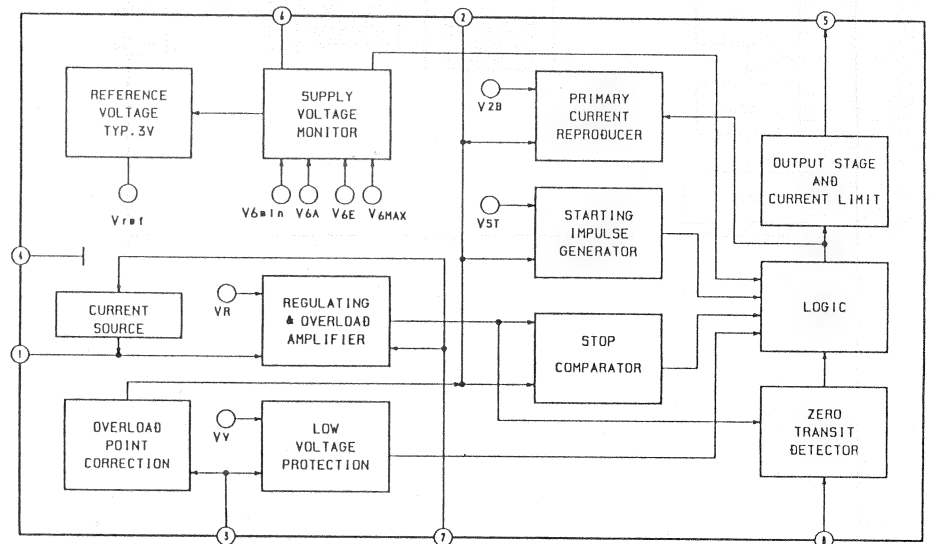 6
2
5
REFERENCE
VOLTAGE
TYP.3V
SUPPLY
VOLTAGE
MONITOR
V2B
PRIMARY
CURRENT
REPRODUCER
OUTPUT STAGE
AND
CURRENT LIMIT
Vref
V6min
V6A
V6E
V6MAX
VST
STARTING
IMPULSE
GENERATOR
4
CURRENT
SOURCE
VR
REGULATING
& OVERLOAD
AMPLIFIER
STOP
COMPARATOR
LOGIC
1
OVERLOAD
POINT
CORRECTION
VV
LOW
VOLTAGE
PROTECTION
ZERO
TRANSIT
DETECTOR
3
7
8